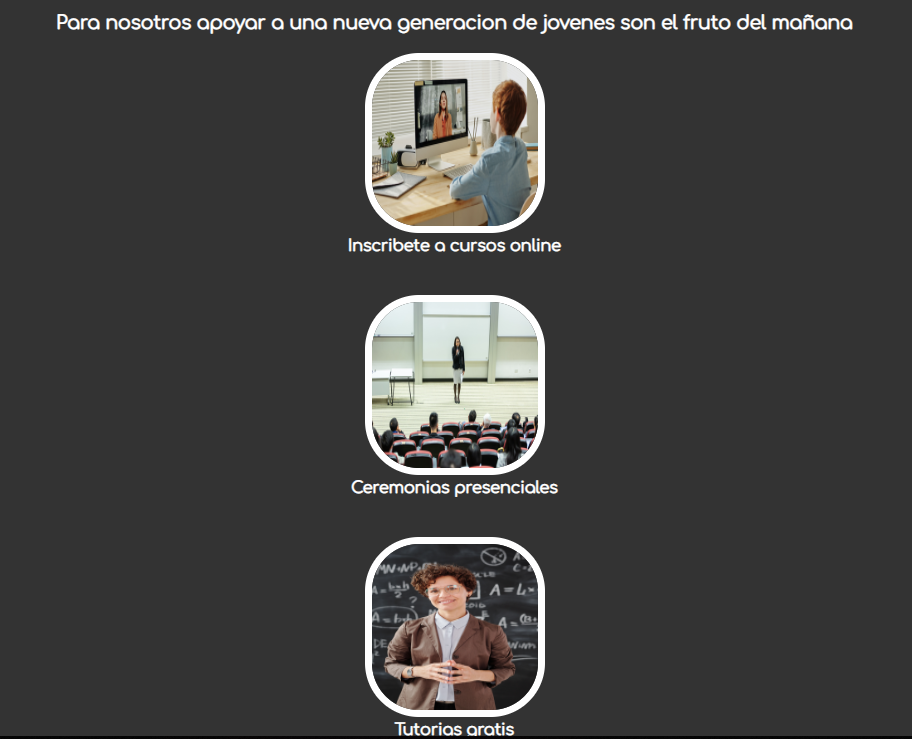 Para nosotros apoyar a una nueva generacion de jovenes son el fruto del mañana
Inscribete a cursos online
Ceremonias presenciales
Tutorias gratis